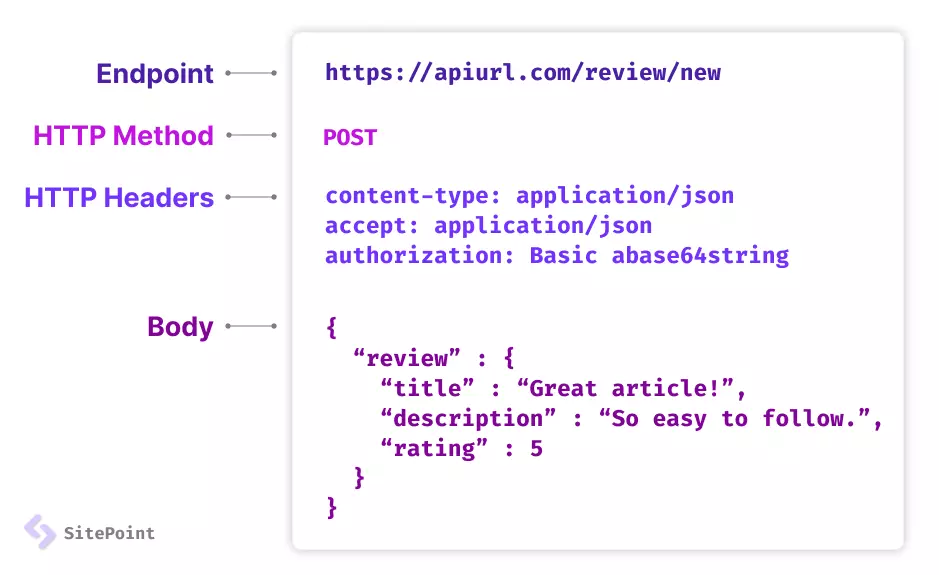 Endpoint https://apiurl.com/review/new
HTTP Method POST
HTTP Headers content-type: application/json
accept: application/json
authorization: Basic abase64string
Body {
“review” : {
“title” : “Great article!”,
“description” : “So easy to follow.”,
“rating” : 5
}
}
SitePoint